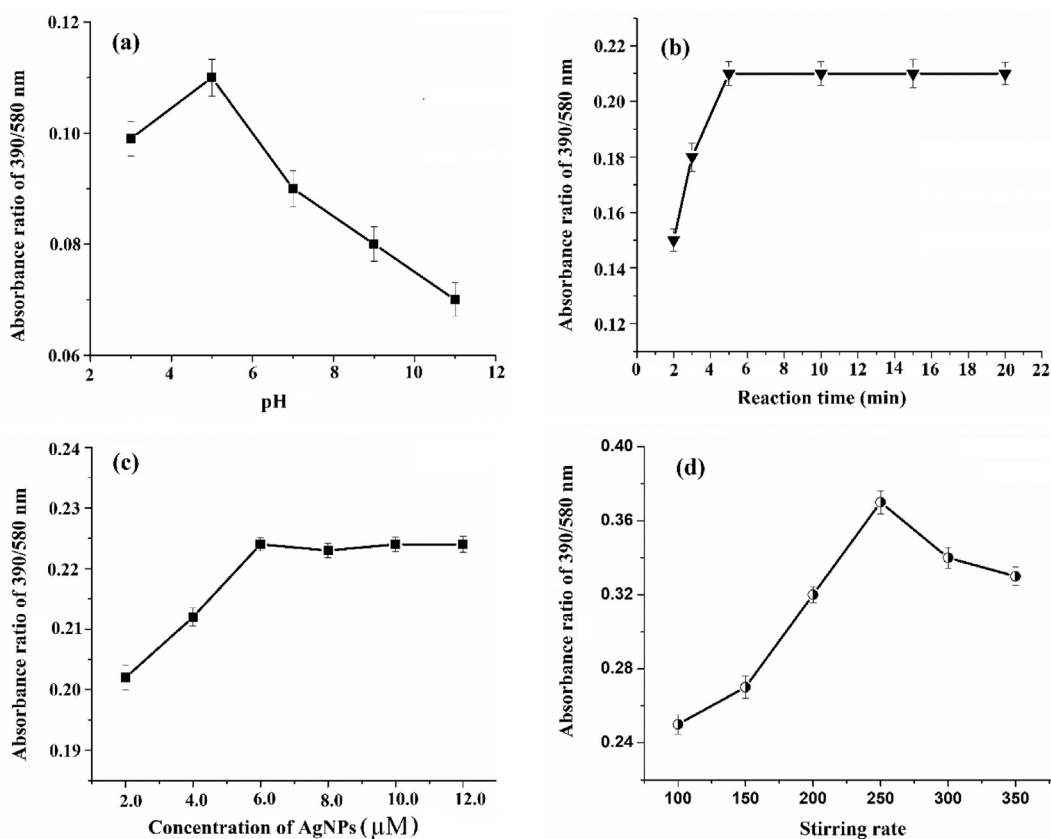 (a)
0.12
0.10
0.08
0.06
2 4 6 8 10 12
pH
Absorbance ratio of 390/580 nm
(b)
0.22
0.20
0.18
0.16
0.14
0.12
0 2 4 6 8 10 12 14 16 18 20 22
Reaction time (min)
Absorbance ratio of 390/580 nm
(c)
0.24
0.23
0.22
0.21
0.20
0.19
2.0 4.0 6.0 8.0 10.0 12.0
Concentration of AgNPs (μM)
Absorbance ratio of 390/580 nm
(d)
0.40
0.36
0.32
0.28
0.24
100 150 200 250 300 350
Stirring rate
Absorbance ratio of 390/580 nm